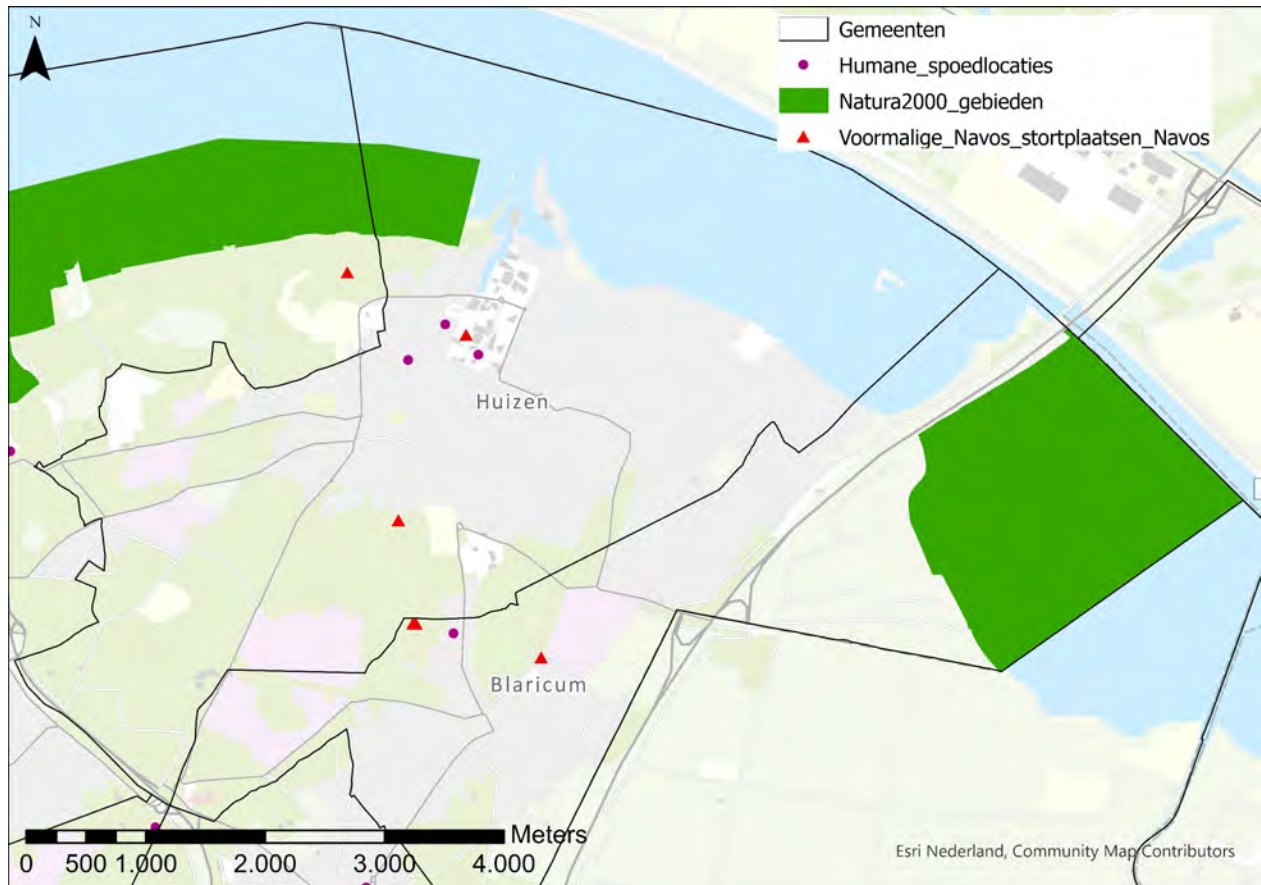 N
Gemeenten
Humane_spoedlocaties
Natura2000_gebieden
Voormalige_Navos_stortplaatsen_Navos
Huizen
Blaricum
Meters
0 500 1.000 2.000 3.000 4.000
Esri Nederland, Community Map Contributors